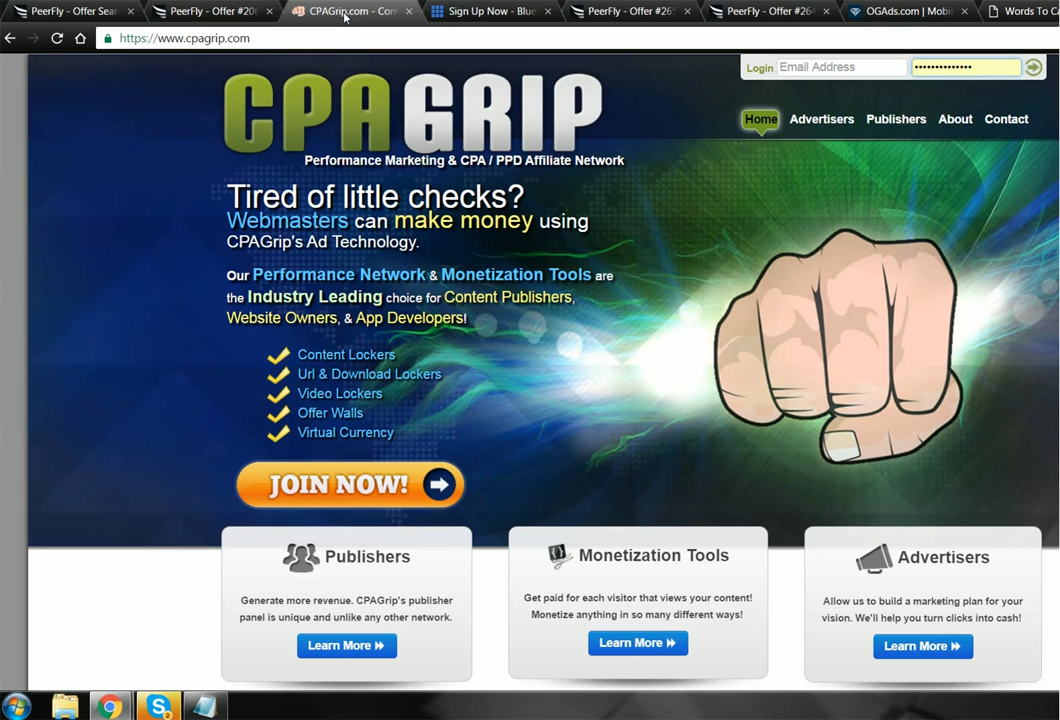 PeerFly - Offer Sear
PeerFly - Offer #206
CPAGrip.com - Con
Sign Up Now - Blue
PeerFly - Offer #265
PeerFly - Offer #264
OGAds.com | Mobil
Words To Ca
https://www.cpagrip.com
Login Email Address ••••••••••••••
CPAGRIP
Home Advertisers Publishers About Contact
Performance Marketing & CPA / PPD Affiliate Network
Tired of little checks?
Webmasters can make money using
CPAGrip's Ad Technology.
Our Performance Network & Monetization Tools are
the Industry Leading choice for Content Publishers,
Website Owners, & App Developers!
Content Lockers
Url & Download Lockers
Video Lockers
Offer Walls
Virtual Currency
JOIN NOW!
Publishers
Generate more revenue. CPAGrip's publisher
panel is unique and unlike any other network.
Learn More
Monetization Tools
Get paid for each visitor that views your content!
Monetize anything in so many different ways!
Learn More
Advertisers
Allow us to build a marketing plan for your
vision. We'll help you turn clicks into cash!
Learn More